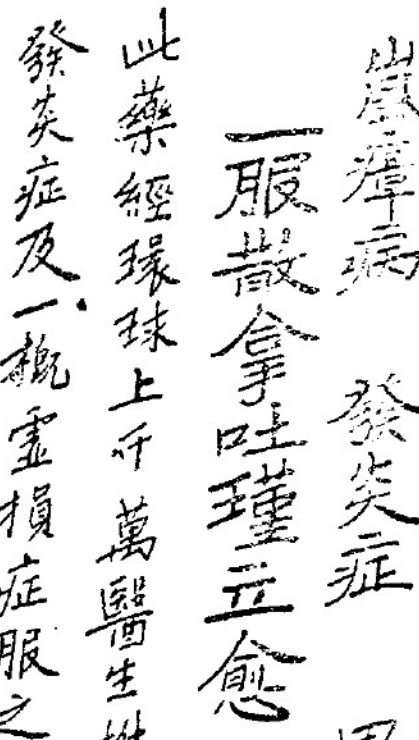 嵐瘴病 發炎症
一服散拿吐瑾立愈
此藥經環球上千萬醫生
發炎症及一概虛損症服之